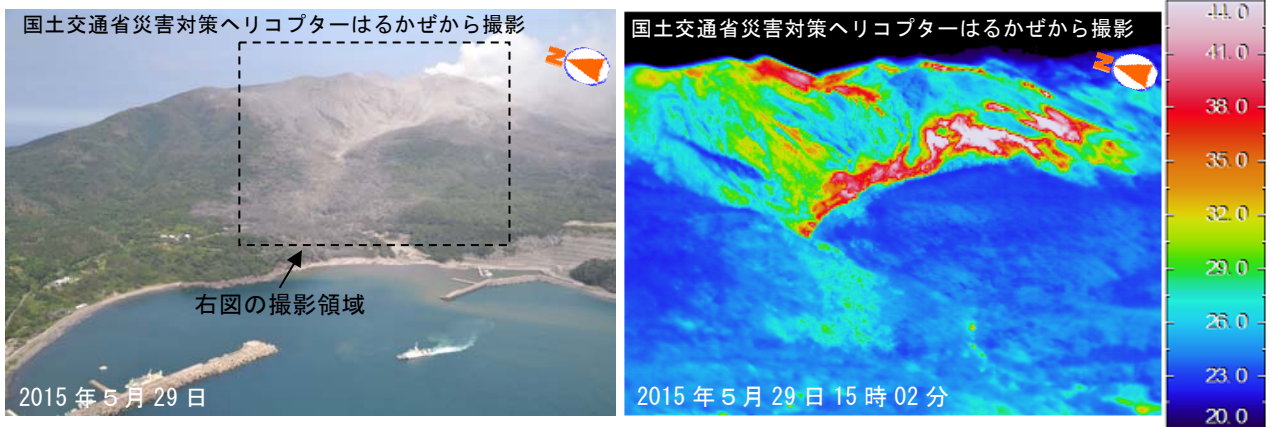 国土交通省災害対策ヘリコプターはるかぜから撮影
N
右図の撮影領域
2015年5月29日
国土交通省災害対策ヘリコプターはるかぜから撮影
N
2015年5月29日15時02分
44.0
41.0
38.0
35.0
32.0
29.0
26.0
23.0
20.0